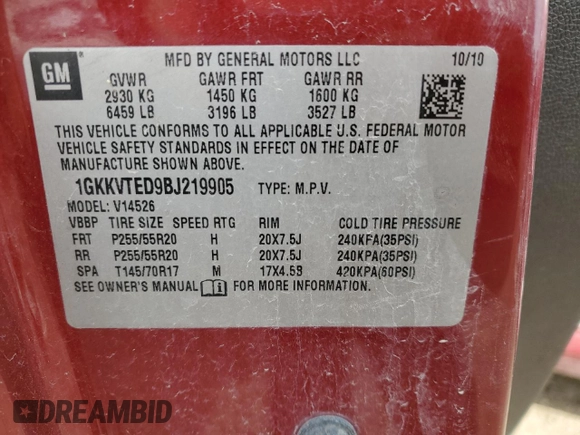 GM
MFD BY GENERAL MOTORS LLC 10/10
GVWR GAWR FRT GAWR RR
2930 KG 1450 KG 1600 KG
6459 LB 3196 LB 3527 LB
THIS VEHICLE CONFORMS TO ALL APPLICABLE U.S. FEDERAL MOTOR
VEHICLE SAFETY STANDARDS IN EFFECT ON THE DATE OF
MANUFACTURE SHOWN ABOVE.
1GKKVTED9BJ219905 TYPE: M.P.V.
MODEL: V14526
VBBP TIRE SIZE SPEED RTG RIM COLD TIRE PRESSURE
FRT P255/55R20 H 20X7.5J 240KPA(35PSI)
RR P255/55R20 H 20X7.5J 240KPA(35PSI)
SPA T145/70R17 M 17X4.5B 420KPA(60PSI)
SEE OWNER'S MANUAL i FOR MORE INFORMATION.
DREAMBID